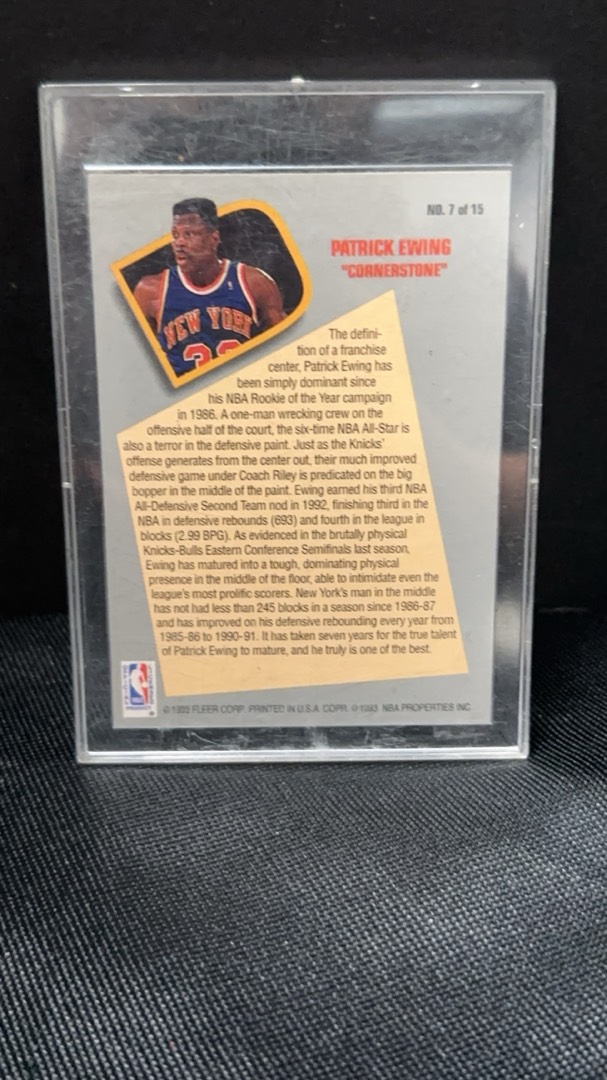 NO. 7 of 15
PATRICK EWING
"CORNERSTONE"
NEW YORK
The defini-
tion of a franchise
center, Patrick Ewing has
been simply dominant since
his NBA Rookie of the Year campaign
in 1986. A one-man wrecking crew on the
offensive half of the court, the six-time NBA All-Star is
also a terror in the defensive paint. Just as the Knicks'
offense generates from the center out, their much improved
defensive game under Coach Riley is predicated on the big
bopper in the middle of the paint. Ewing earned his third NBA
All-Defensive Second Team nod in 1992, finishing third in the
NBA in defensive rebounds (693) and fourth in the league in
blocks (2.99 BPG). As evidenced in the brutally physical
Knicks-Bulls Eastern Conference Semifinals last season,
Ewing has matured into a tough, dominating physical
presence in the middle of the floor, able to intimidate even the
league's most prolific scorers. New York's man in the middle
has not had less than 245 blocks in a season since 1986-87
and has improved on his defensive rebounding every year from
1985-86 to 1990-91. It has taken seven years for the true talent
of Patrick Ewing to mature, and he truly is one of the best.
© 1993 FLEER CORP. PRINTED IN U.S.A. COPR. © 1993 NBA PROPERTIES INC